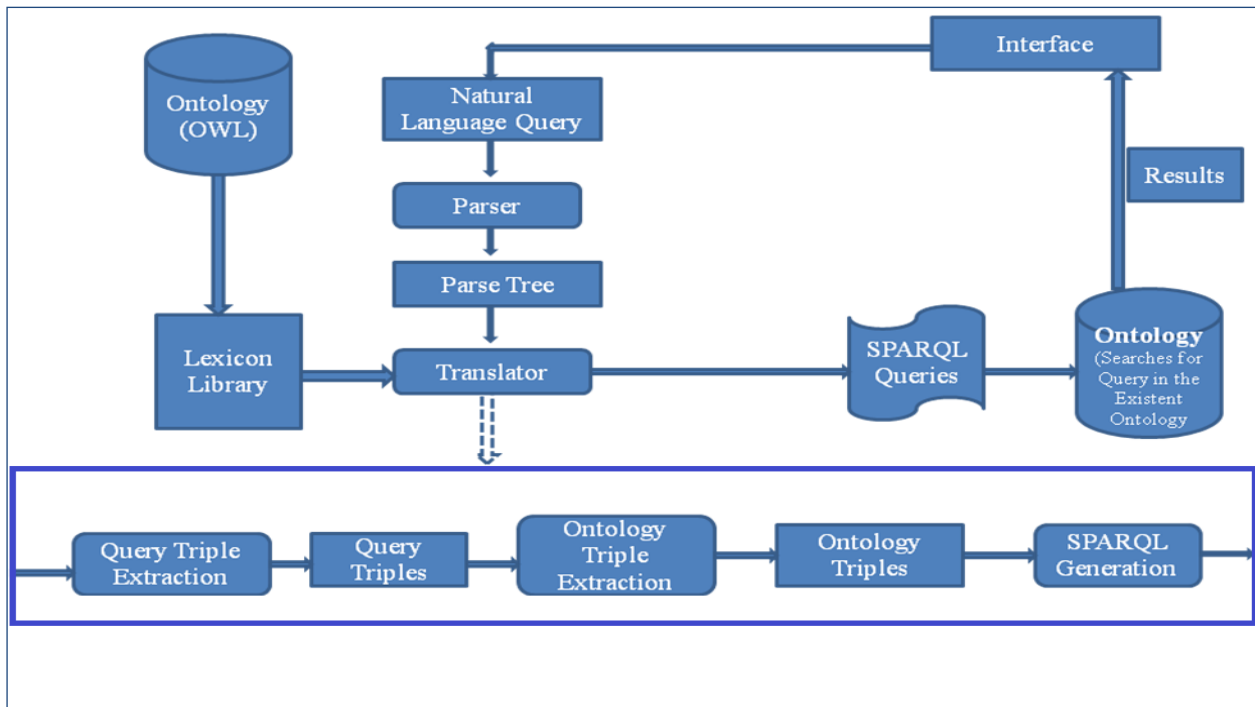 Interface
Ontology
(OWL)
Natural
Language Query
Results
Parser
Parse Tree
Lexicon
Library
Translator
SPARQL
Queries
Ontology
(Searches for
Query in the
Existent
Ontology
Query Triple
Extraction
Query
Triples
Ontology
Triple
Extraction
Ontology
Triples
SPARQL
Generation